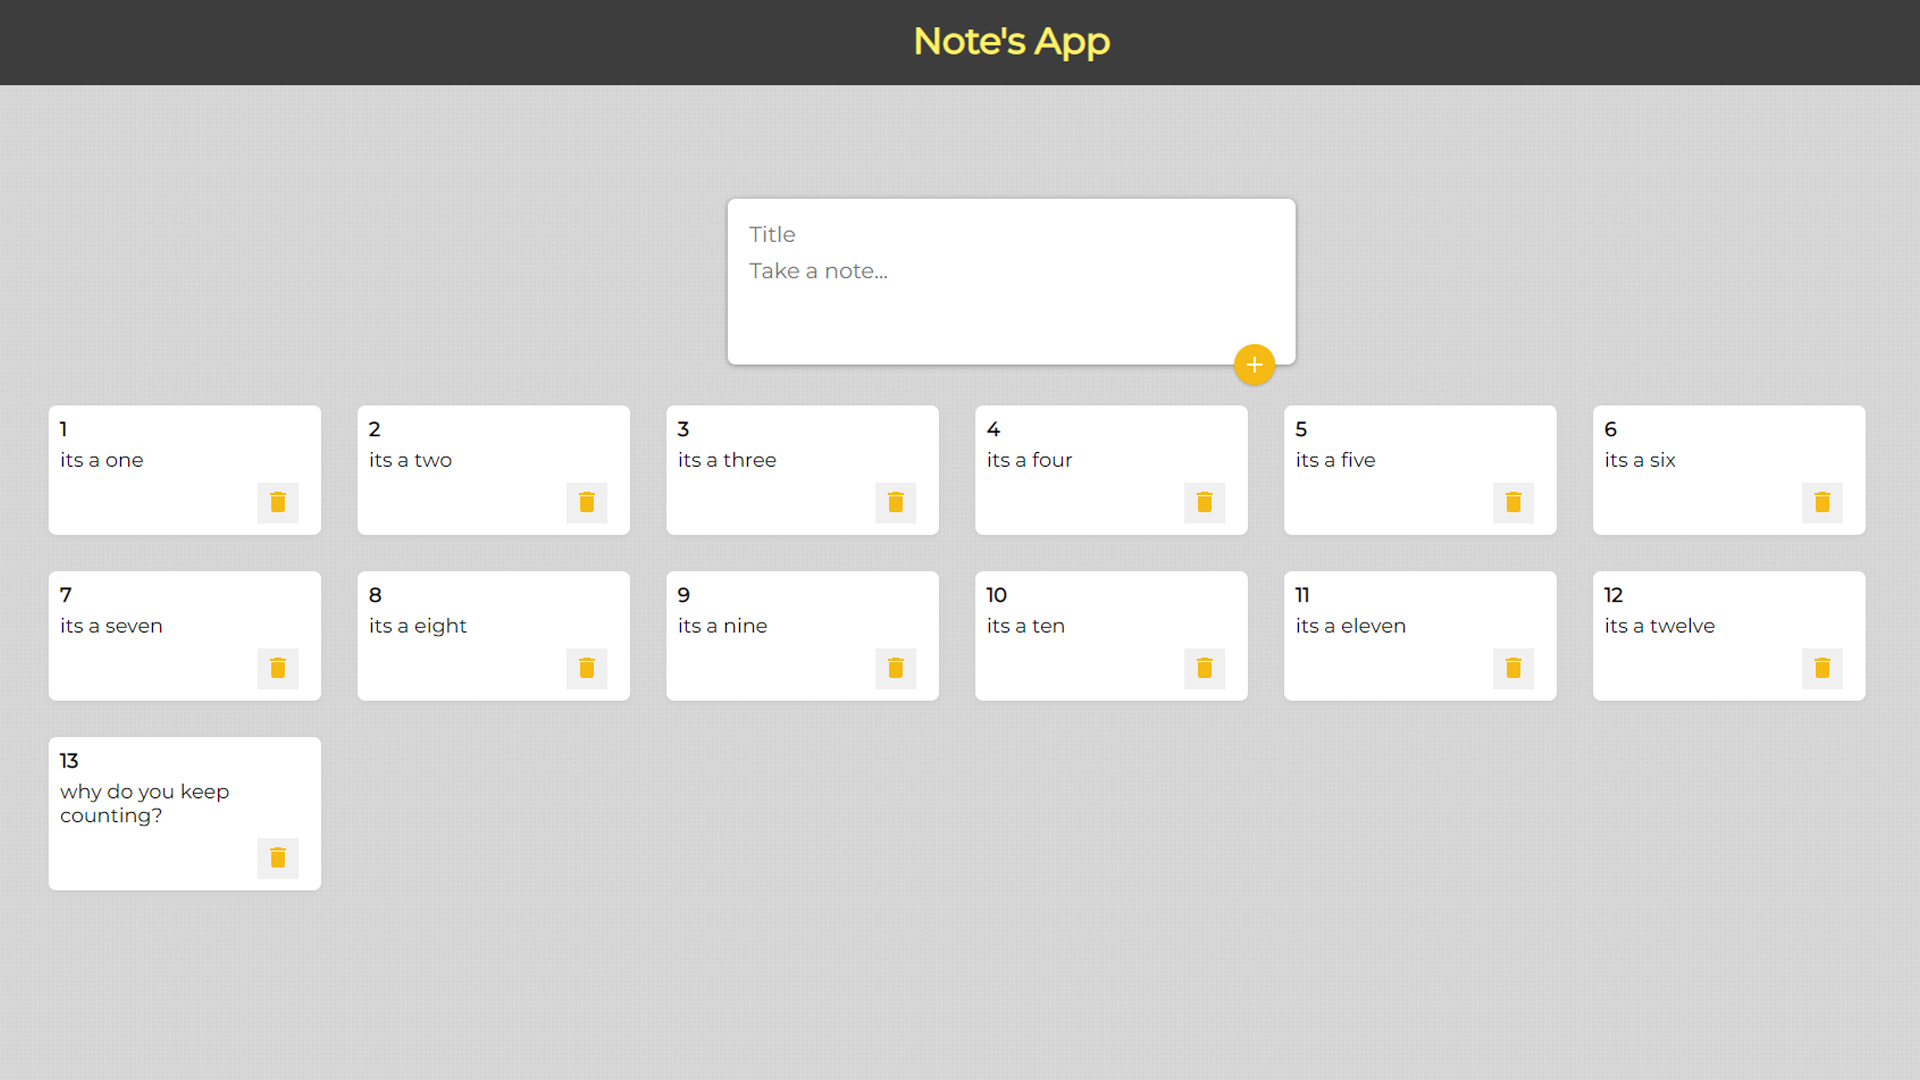 Note's App
Title
Take a note...
1
its a one
2
its a two
3
its a three
4
its a four
5
its a five
6
its a six
7
its a seven
8
its a eight
9
its a nine
10
its a ten
11
its a eleven
12
its a twelve
13
why do you keep
counting?